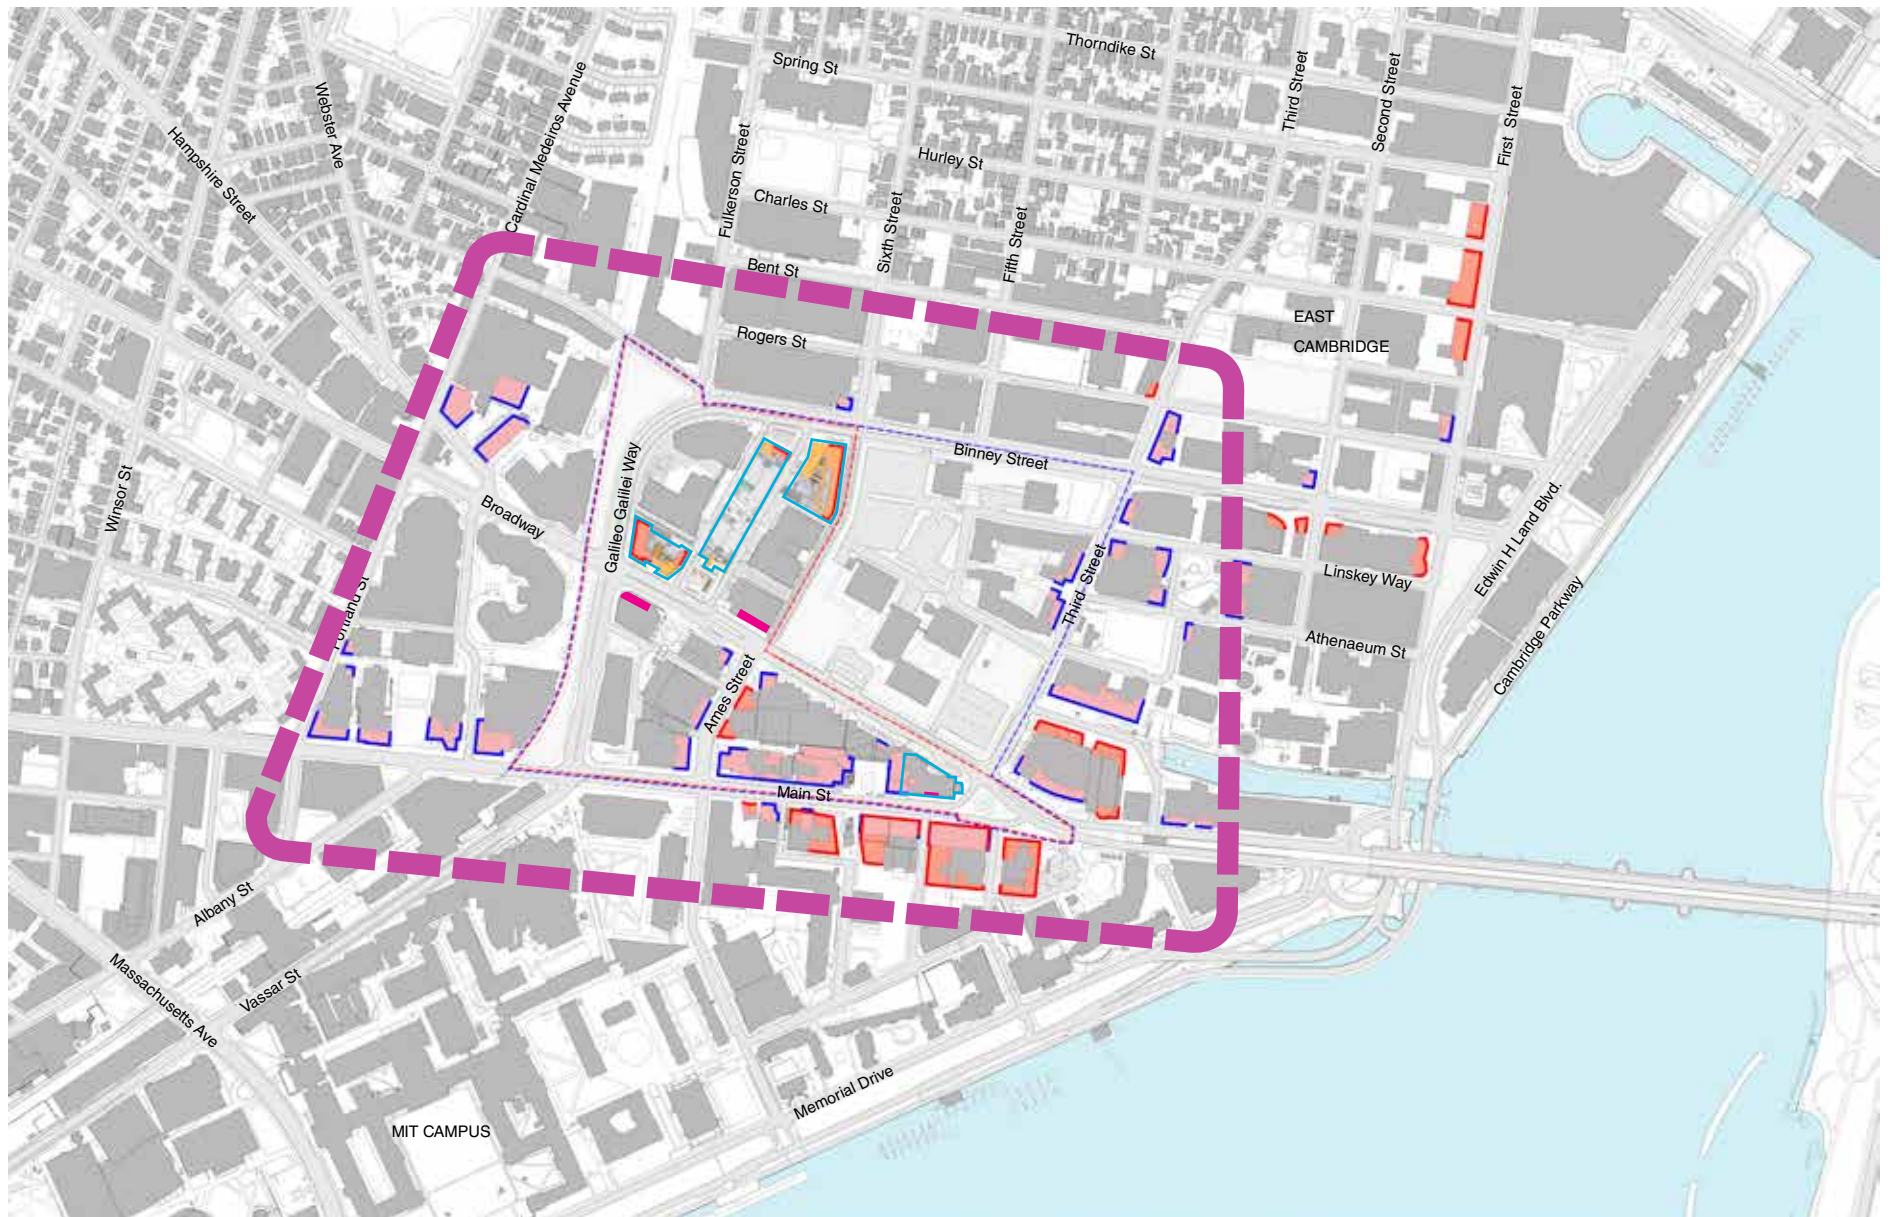 Thorndike St
Spring St
Third Street
Second Street
First Street
Webster Ave
Cardinal Medeiros Avenue
Hampshire Street
Fulkerson Street
Hurley St
Charles St
Sixth Street
Fifth Street
Bent St
EAST
CAMBRIDGE
Rogers St
Binney Street
Galileo Galilei Way
Winsor St
Broadway
Edwin H Land Blvd.
Linskey Way
Third Street
Portland St
Athenaeum St
Cambridge Parkway
Ames Street
Main St
Albany St
Massachusetts Ave
Vassar St
Memorial Drive
MIT CAMPUS